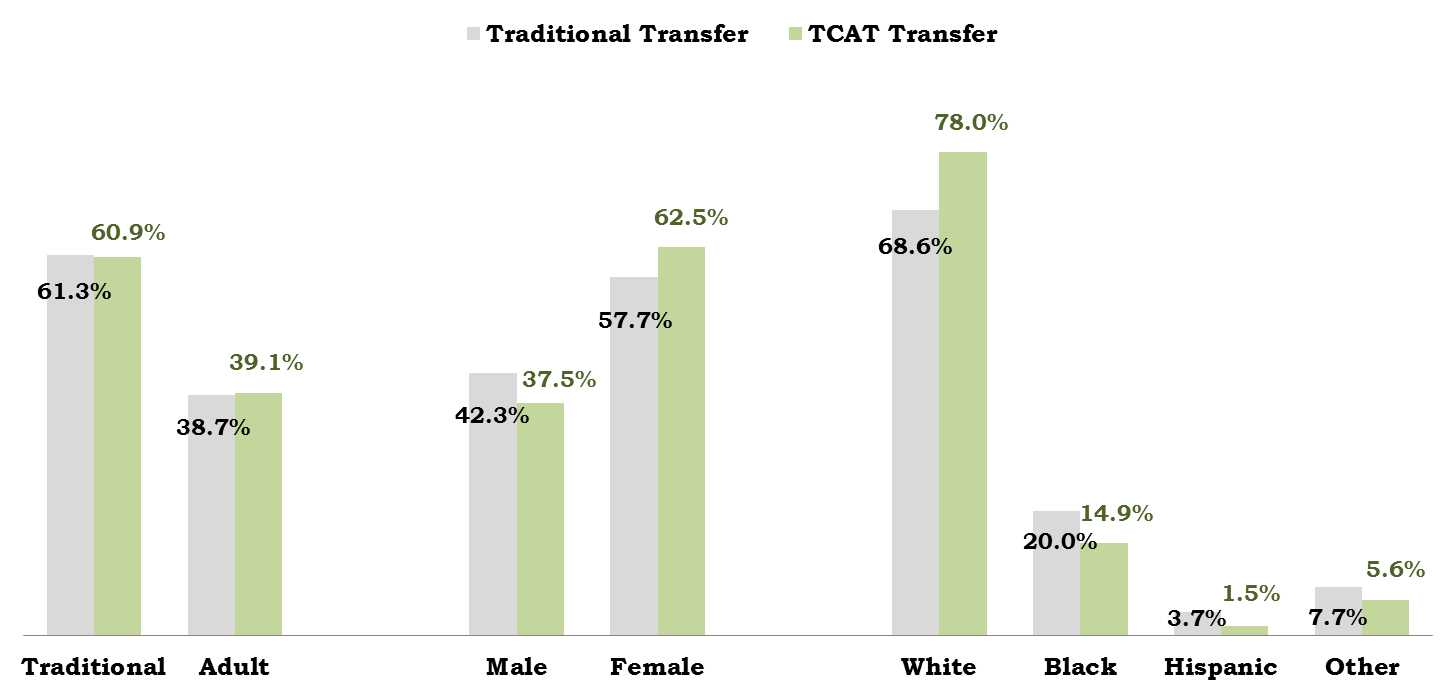 Traditional Transfer TCAT Transfer
78.0%
60.9% 62.5% 68.6%
61.3% 57.7%
39.1% 37.5%
38.7% 42.3%
14.9%
20.0%
1.5% 5.6%
3.7% 7.7%
Traditional Adult Male Female White Black Hispanic Other